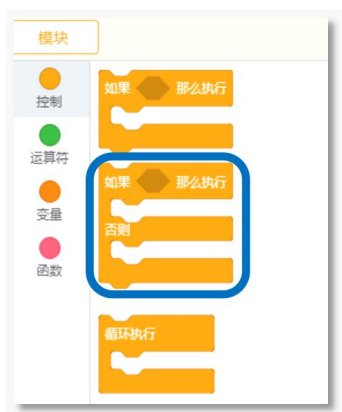 模块
控制
运算符
变量
函数
如果 那么执行
如果 那么执行
否则
循环执行